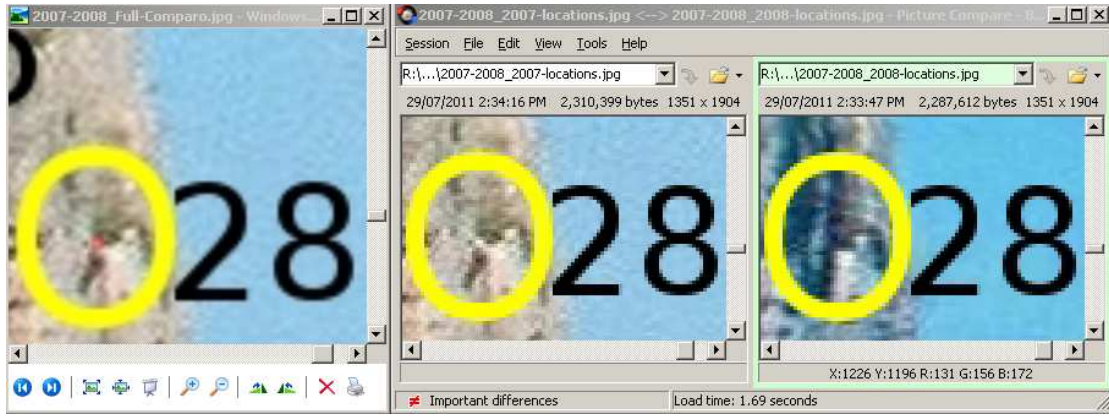 2007-2008_Full-Comparo.jpg - Windows...
28
2007-2008_2007-locations.jpg <--> 2007-2008_2008-locations.jpg - Picture Compare - B...
Session File Edit View Tools Help
R:\...\2007-2008_2007-locations.jpg
29/07/2011 2:34:16 PM 2,310,399 bytes 1351 x 1904
28
R:\...\2007-2008_2008-locations.jpg
29/07/2011 2:33:47 PM 2,287,612 bytes 1351 x 1904
28
X:1226 Y:1196 R:131 G:156 B:172
Important differences
Load time: 1.69 seconds